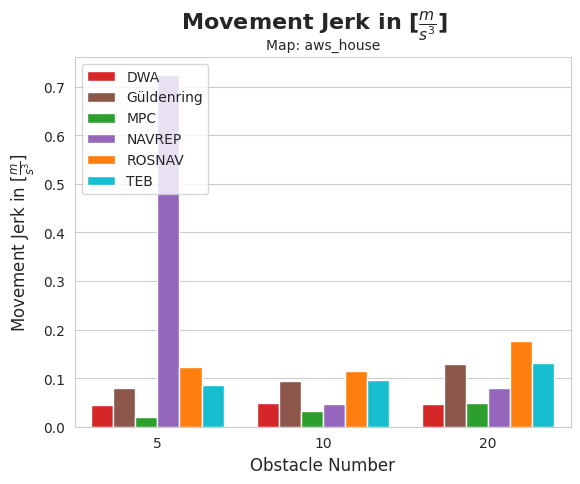 Movement Jerk in [m/s³]
Map: aws_house
DWA
Güldenring
MPC
NAVREP
ROSNAV
TEB
Movement Jerk in [m/s³]
0.7
0.6
0.5
0.4
0.3
0.2
0.1
0.0
5 10 20
Obstacle Number